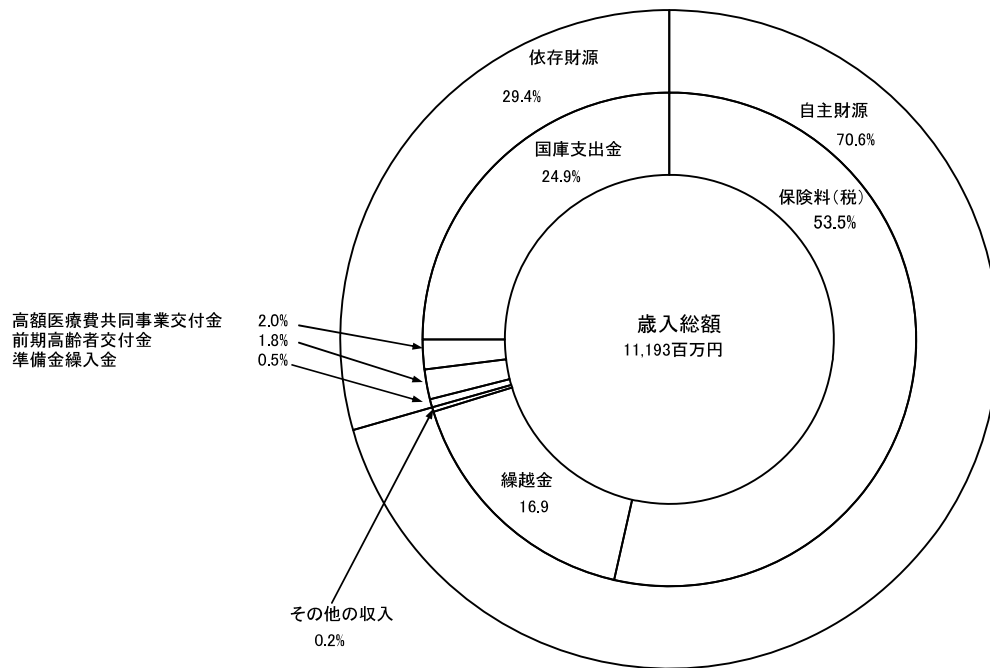 依存財源
29.4%
自主財源
70.6%
国庫支出金
24.9%
保険料(税)
53.5%
高額医療費共同事業交付金 2.0%
前期高齢者交付金 1.8%
準備金繰入金 0.5%
歳入総額
11,193百万円
繰越金
16.9
その他の収入
0.2%